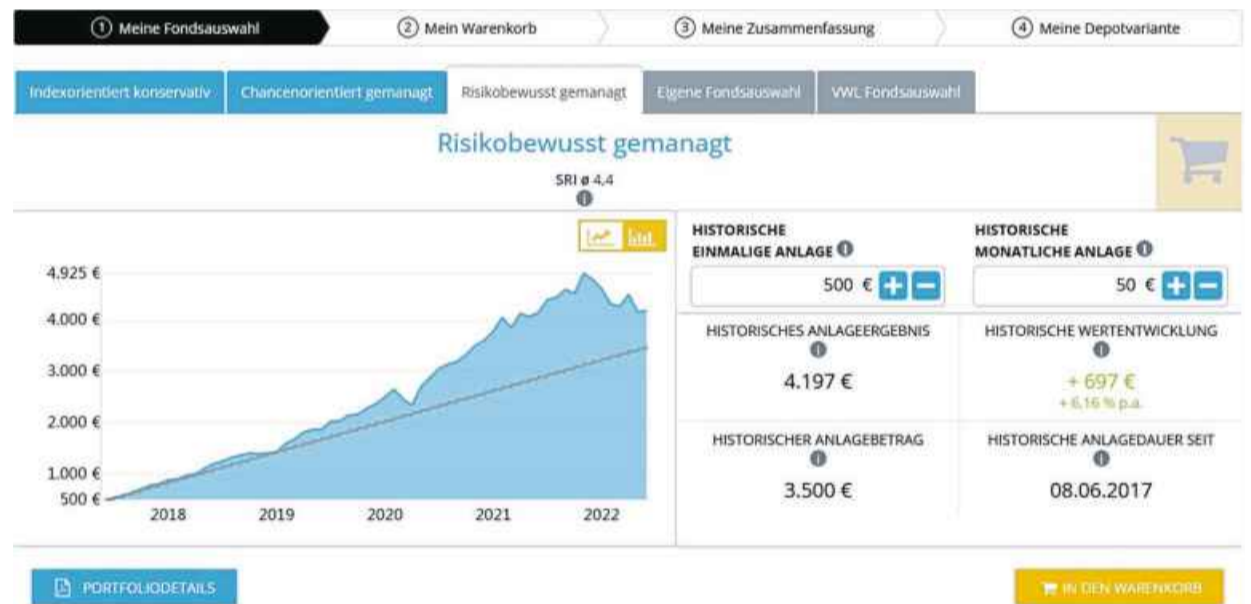 1 Meine Fondsauswahl
2 Mein Warenkorb
3 Meine Zusammenfassung
4 Meine Depotvariante
Indexorientiert konservativ
Chancenorientiert gemanagt
Risikobewusst gemanagt
Eigene Fondsauswahl
VWL Fondsauswahl
Risikobewusst gemanagt
SRI ø 4,4
i
4.925 €
4.000 €
3.000 €
2.000 €
1.000 €
500 €
2018 2019 2020 2021 2022
HISTORISCHE
EINMALIGE ANLAGE i
500 € + −
HISTORISCHE
MONATLICHE ANLAGE i
50 € + −
HISTORISCHES ANLAGEERGEBNIS
i
4.197 €
HISTORISCHE WERTENTWICKLUNG
i
+ 697 €
+ 6,16 % p.a.
HISTORISCHER ANLAGEBETRAG
i
3.500 €
HISTORISCHE ANLAGEDAUER SEIT
i
08.06.2017
PORTFOLIODETAILS
IN DEN WARENKORB